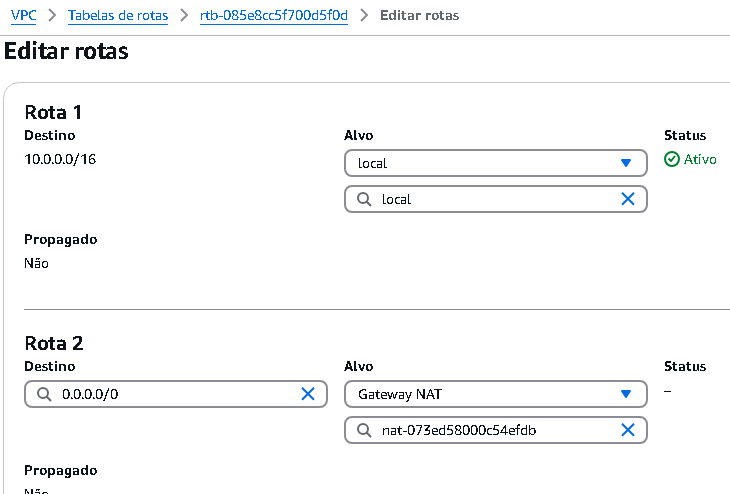 VPC > Tabelas de rotas > rtb-085e8cc5f700d5f0d > Editar rotas
Editar rotas
Rota 1
Destino Alvo Status
10.0.0.0/16 local Ativo
local
Propagado
Não
Rota 2
Destino Alvo Status
0.0.0.0/0 Gateway NAT –
nat-073ed58000c54efdb
Propagado
Não